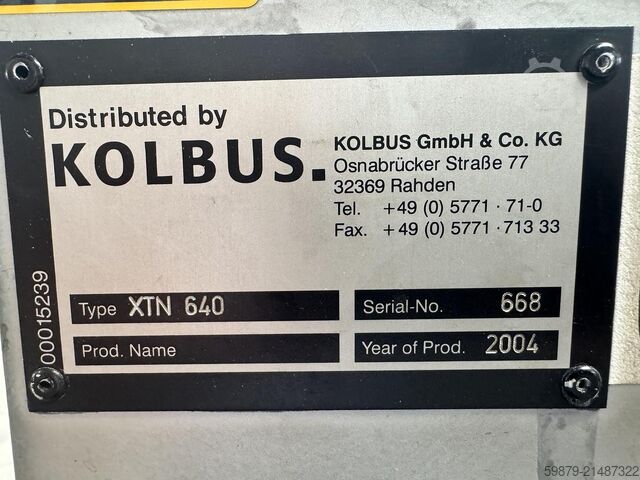 Distributed by
KOLBUS.
KOLBUS GmbH & Co. KG
Osnabrücker Straße 77
32369 Rahden
Tel. +49 (0) 5771 · 71-0
Fax. +49 (0) 5771 · 713 33
00015239
Type XTN 640
Serial-No. 668
Prod. Name
Year of Prod. 2004
59879-21487322